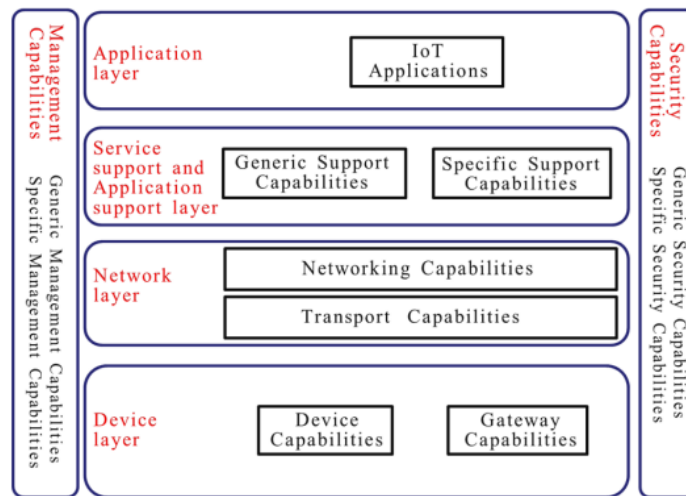 Management
Capabilities
Generic Management Capabilities
Specific Management Capabilities
Application
layer
IoT
Applications
Service
support and
Application
support layer
Generic Support
Capabilities
Specific Support
Capabilities
Network
layer
Networking Capabilities
Transport Capabilities
Device
layer
Device
Capabilities
Gateway
Capabilities
Security
Capabilities
Generic Security Capabilities
Specific Security Capabilities